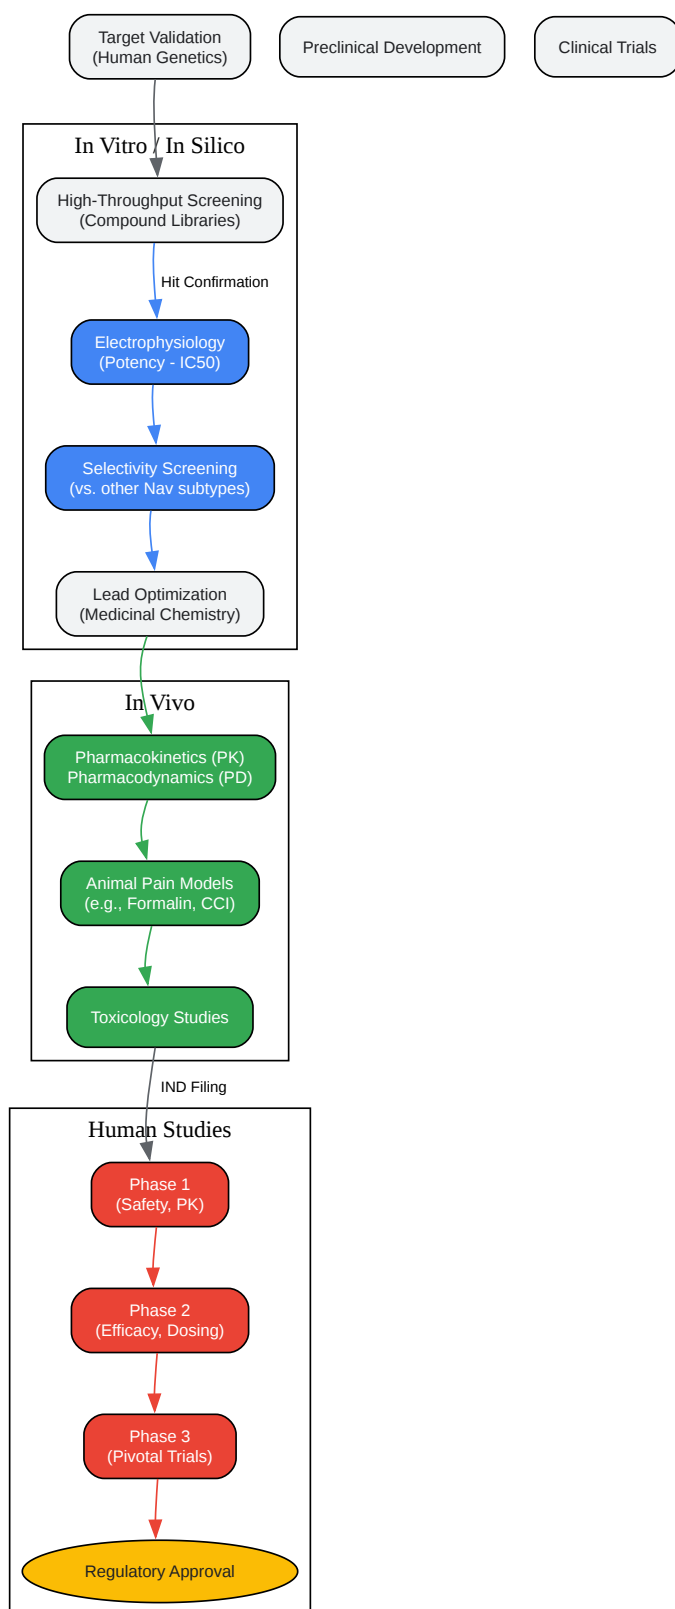 Target Validation
(Human Genetics)
Preclinical Development
Clinical Trials
In Vitro / In Silico
High-Throughput Screening
(Compound Libraries)
Hit Confirmation
Electrophysiology
(Potency - IC50)
Selectivity Screening
(vs. other Nav subtypes)
Lead Optimization
(Medicinal Chemistry)
In Vivo
Pharmacokinetics (PK)
Pharmacodynamics (PD)
Animal Pain Models
(e.g., Formalin, CCI)
Toxicology Studies
IND Filing
Human Studies
Phase 1
(Safety, PK)
Phase 2
(Efficacy, Dosing)
Phase 3
(Pivotal Trials)
Regulatory Approval